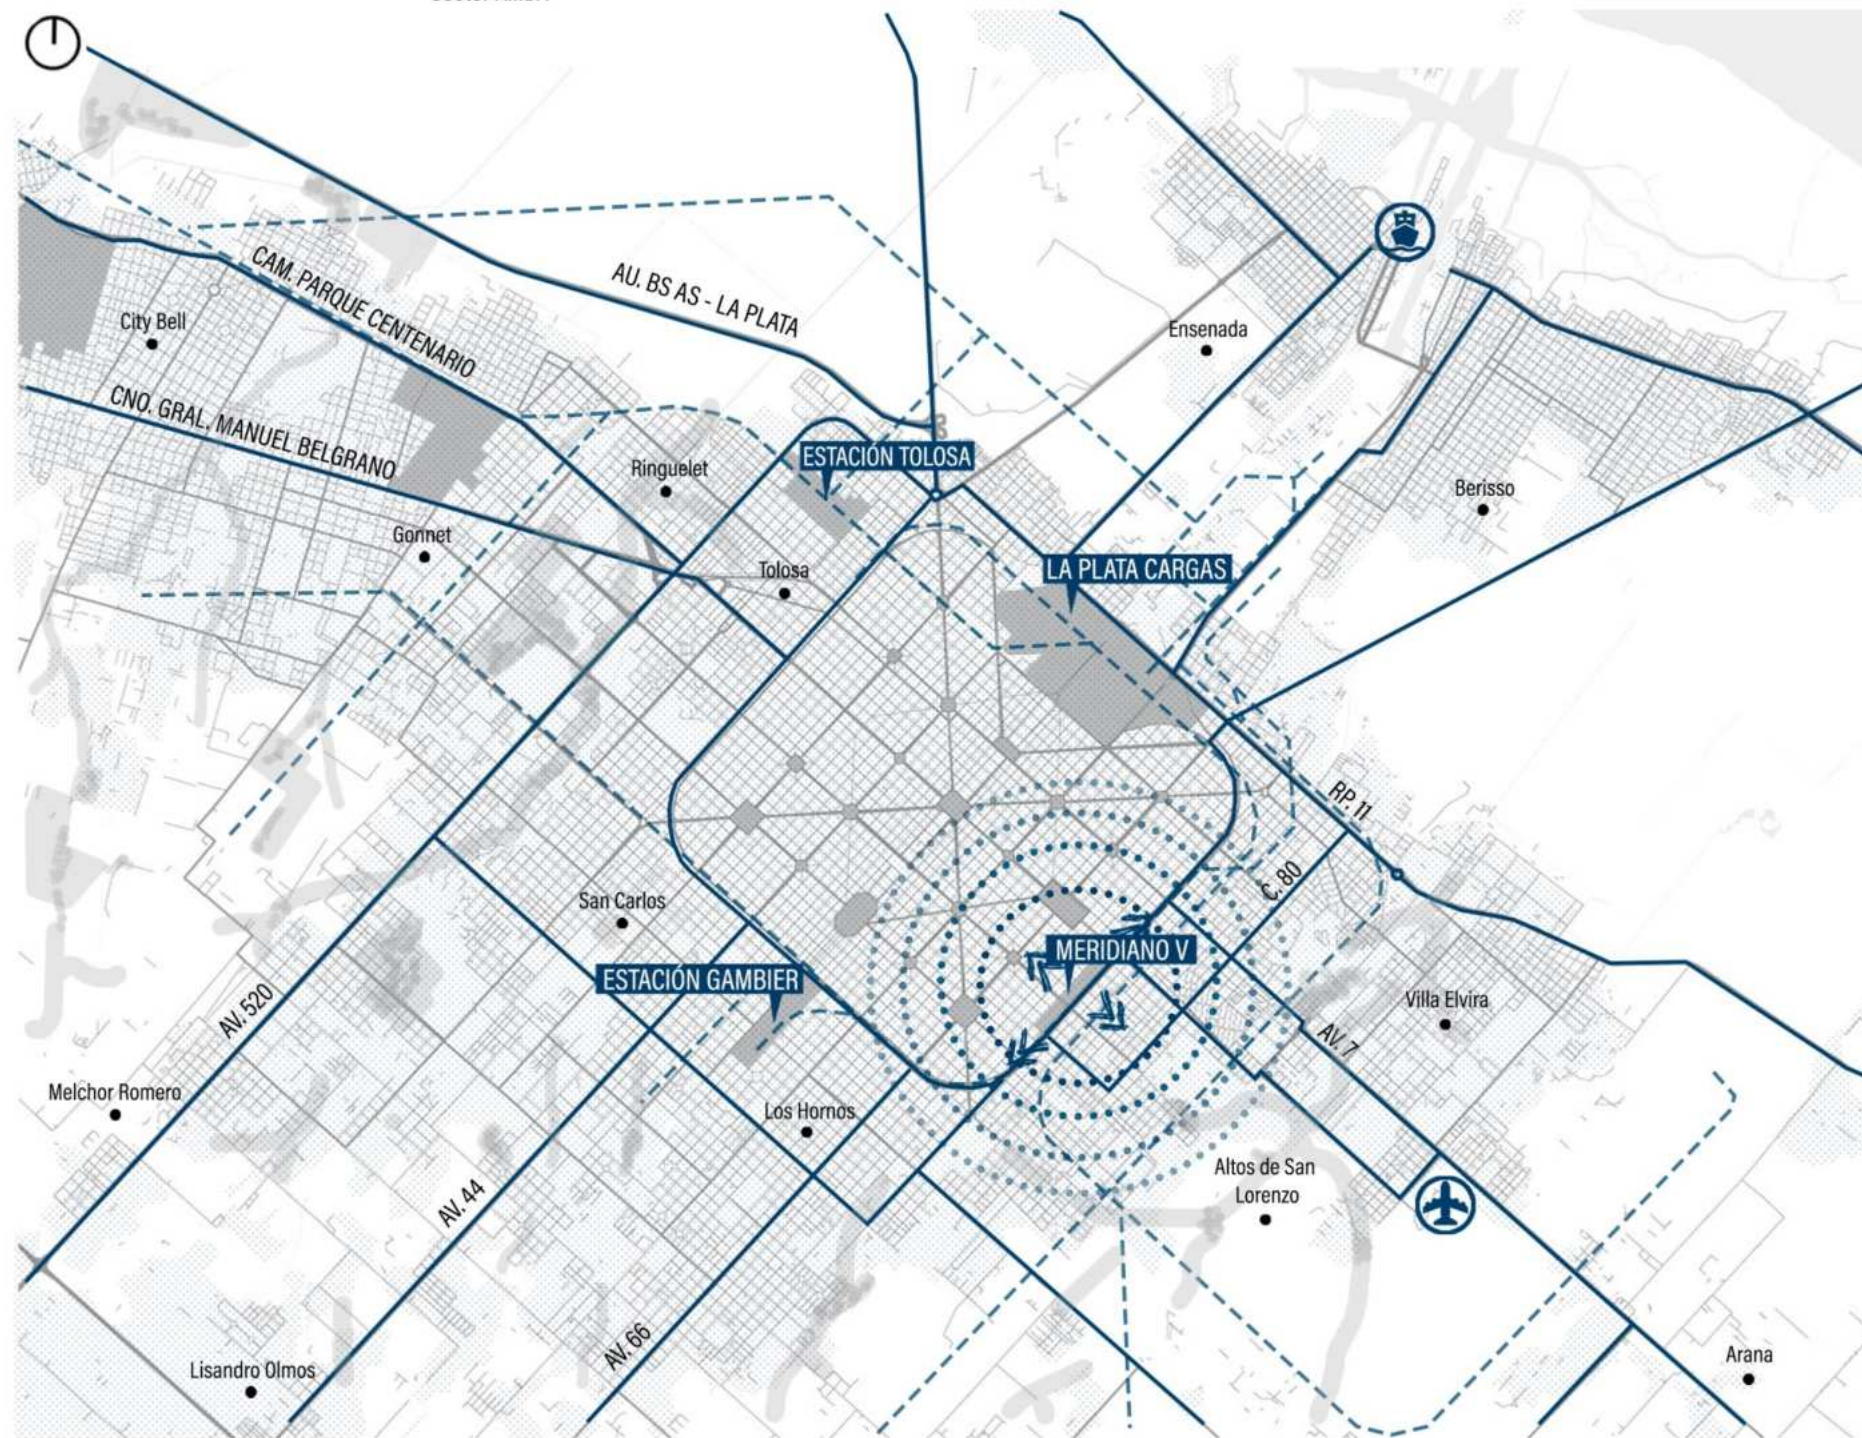 AU. BS AS - LA PLATA
CAM. PARQUE CENTENARIO
City Bell
Ensenada
CNO. GRAL. MANUEL BELGRANO
ESTACIÓN TOLOSA
Ringuelet
Berisso
Gonnet
Tolosa
LA PLATA CARGAS
RP. 11
C. 80
San Carlos
MERIDIANO V
ESTACIÓN GAMBIER
Villa Elvira
AV. 520
AV. 7
Melchor Romero
Los Hornos
Altos de San
Lorenzo
AV. 44
AV. 66
Lisandro Olmos
Arana